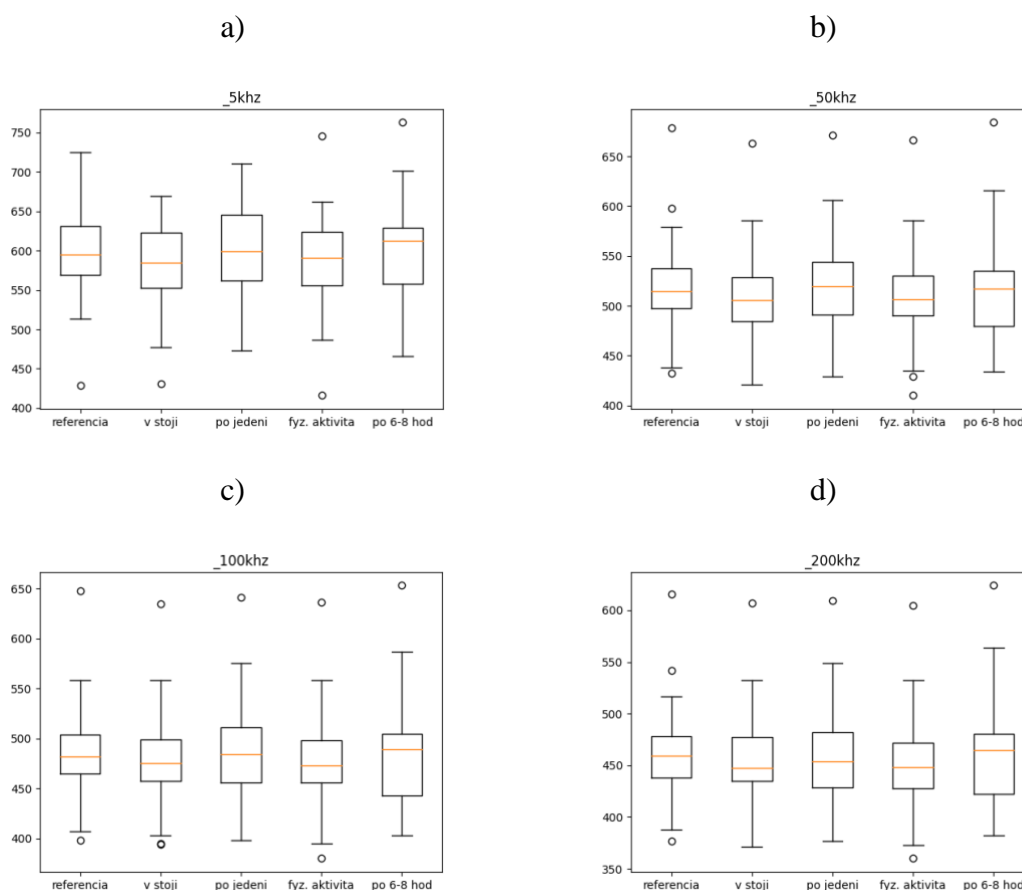 a)
_5khz
750
700
650
600
550
500
450
400
referencia v stoji po jedeni fyz. aktivita po 6-8 hod
b)
_50khz
650
600
550
500
450
400
referencia v stoji po jedeni fyz. aktivita po 6-8 hod
c)
_100khz
650
600
550
500
450
400
referencia v stoji po jedeni fyz. aktivita po 6-8 hod
d)
_200khz
600
550
500
450
400
350
referencia v stoji po jedeni fyz. aktivita po 6-8 hod